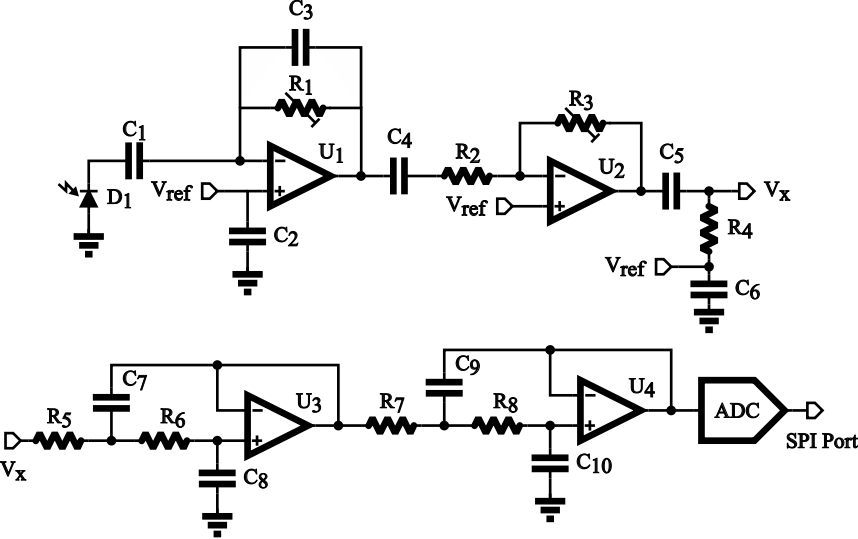 C3
R1
C1
U1
C4
R2
R3
U2
C5
Vref
D1
Vref
Vx
R4
C2
Vref
C6
C7
R5
R6
U3
C9
R7
R8
U4
ADC
SPI Port
Vx
C8
C10